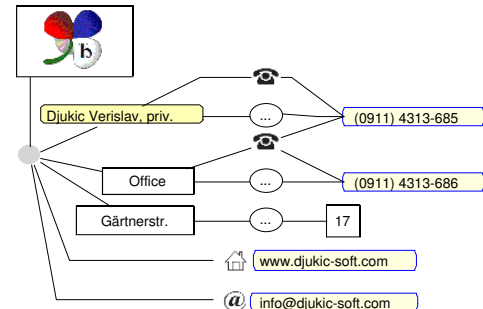 ђ
Djukic Verislav, priv.
...
(0911) 4313-685
Office
...
(0911) 4313-686
Gärtnerstr.
...
17
www.djukic-soft.com
@
info@djukic-soft.com